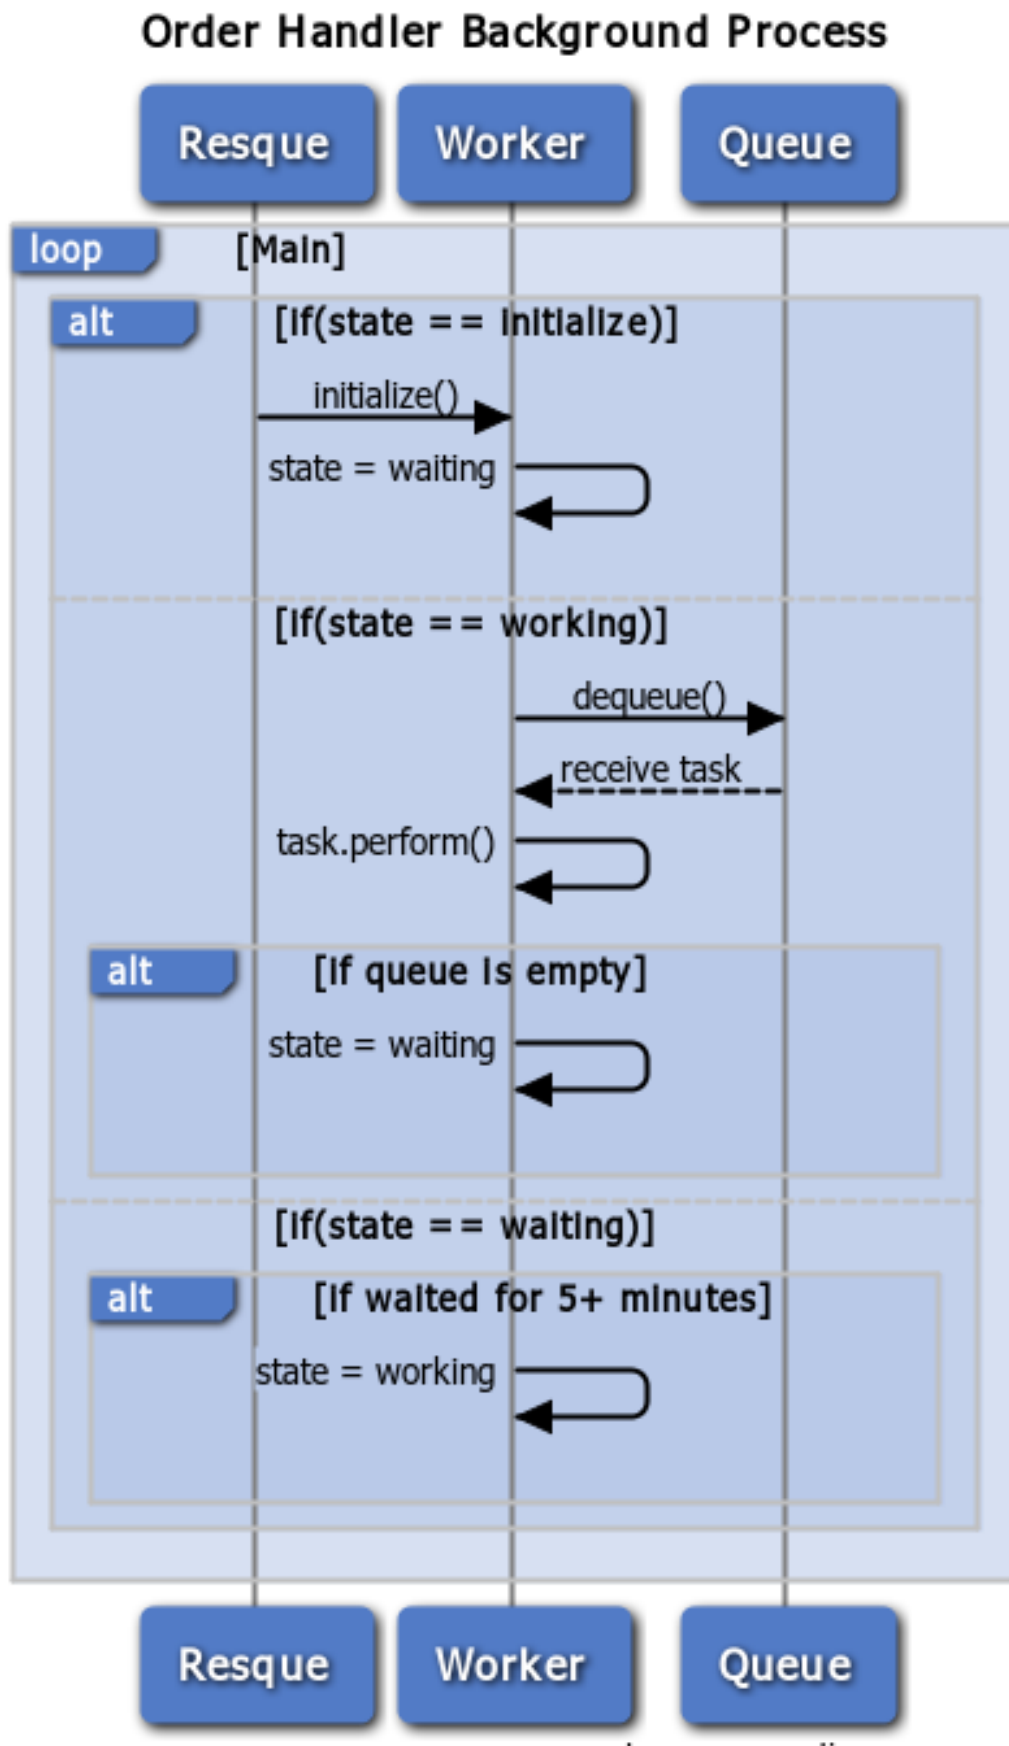 Order Handler Background Process
Resque Worker Queue
loop [Main]
alt [if(state == initialize)]
initialize()
state = waiting
[if(state == working)]
dequeue()
receive task
task.perform()
alt [if queue is empty]
state = waiting
[if(state == waiting)]
alt [if waited for 5+ minutes]
state = working
Resque Worker Queue